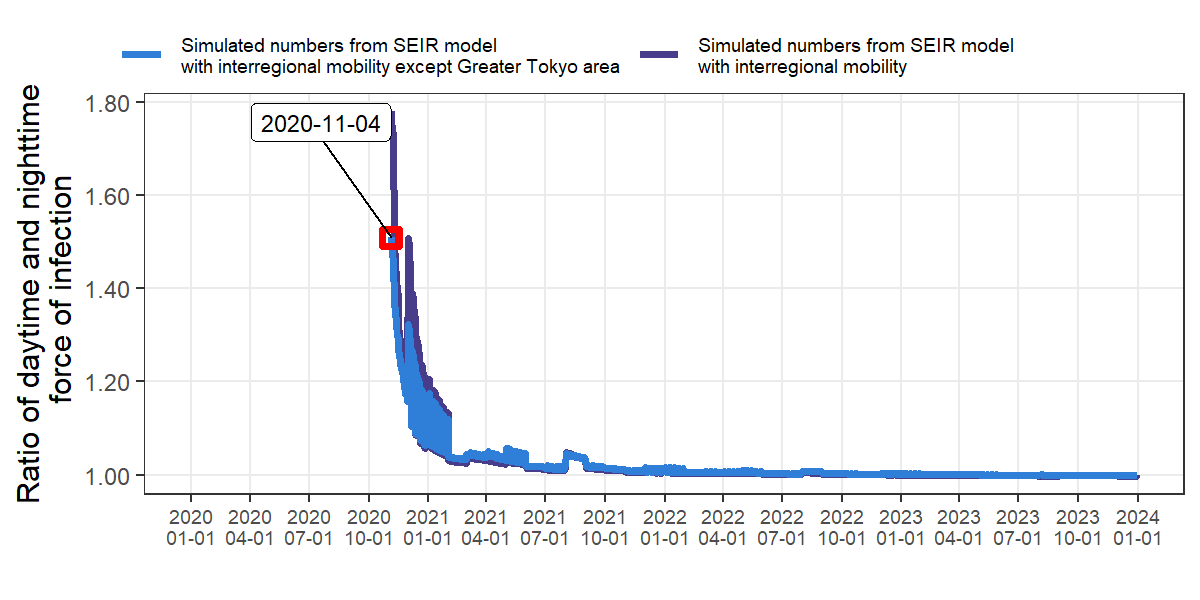 Simulated numbers from SEIR model
with interregional mobility except Greater Tokyo area
Simulated numbers from SEIR model
with interregional mobility
Ratio of daytime and nighttime
force of infection
1.80
1.60
1.40
1.20
1.00
2020-11-04
2020 2020 2020 2020 2021 2021 2021 2021 2022 2022 2022 2022 2023 2023 2023 2023 2024
01-01 04-01 07-01 10-01 01-01 04-01 07-01 10-01 01-01 04-01 07-01 10-01 01-01 04-01 07-01 10-01 01-01